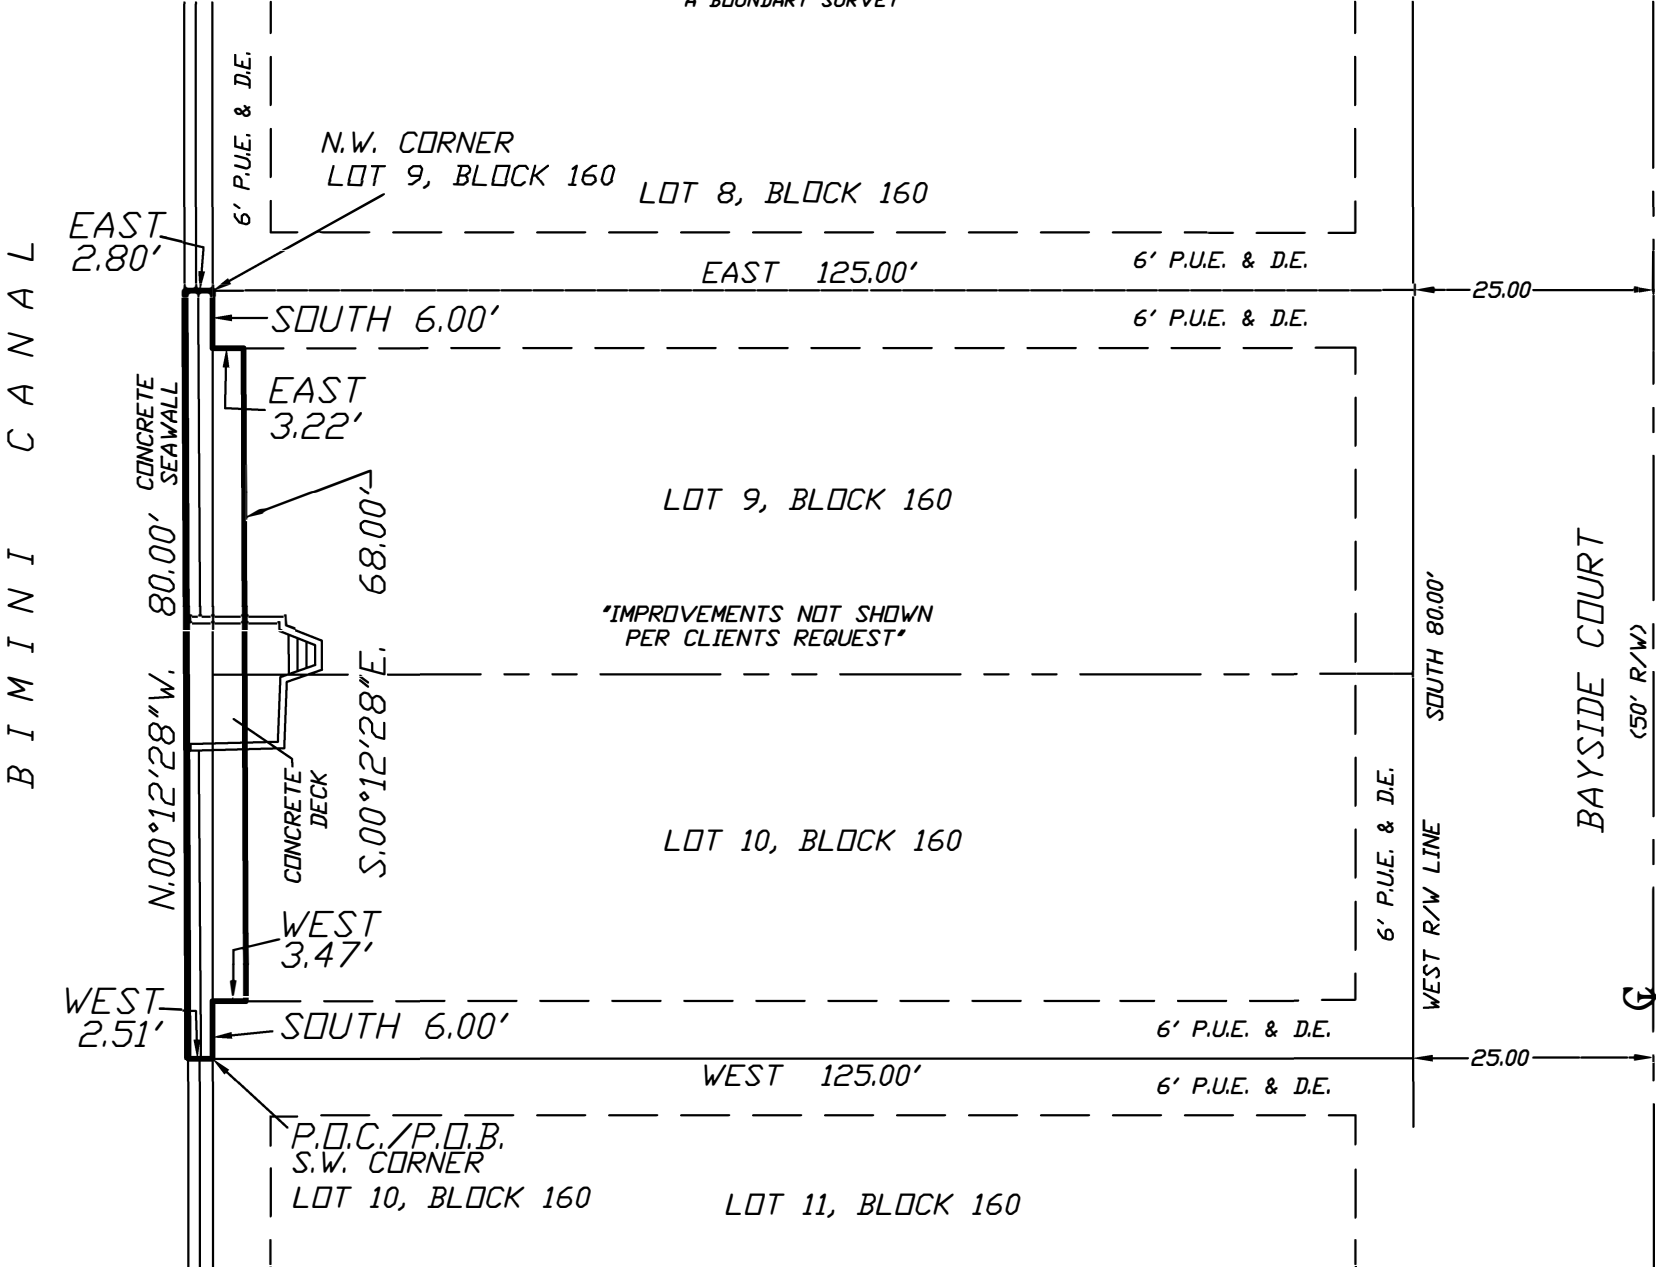 A BOUNDARY SURVEY
6' P.U.E. & D.E.
N.W. CORNER
LOT 9, BLOCK 160
LOT 8, BLOCK 160
EAST
2.80'
6' P.U.E. & D.E.
EAST 125.00'
25.00
SOUTH 6.00'
6' P.U.E. & D.E.
BIMINI CANAL
CONCRETE
SEAWALL
EAST
3.22'
N.00°12'28"W. 80.00'
S.00°12'28"E. 68.00'
LOT 9, BLOCK 160
"IMPROVEMENTS NOT SHOWN
PER CLIENTS REQUEST"
SOUTH 80.00'
BAYSIDE COURT
(50' R/W)
CONCRETE
DECK
LOT 10, BLOCK 160
6' P.U.E. & D.E.
WEST R/W LINE
WEST
3.47'
WEST
2.51'
SOUTH 6.00'
6' P.U.E. & D.E.
CL
WEST 125.00'
25.00
6' P.U.E. & D.E.
P.O.C./P.O.B.
S.W. CORNER
LOT 10, BLOCK 160
LOT 11, BLOCK 160